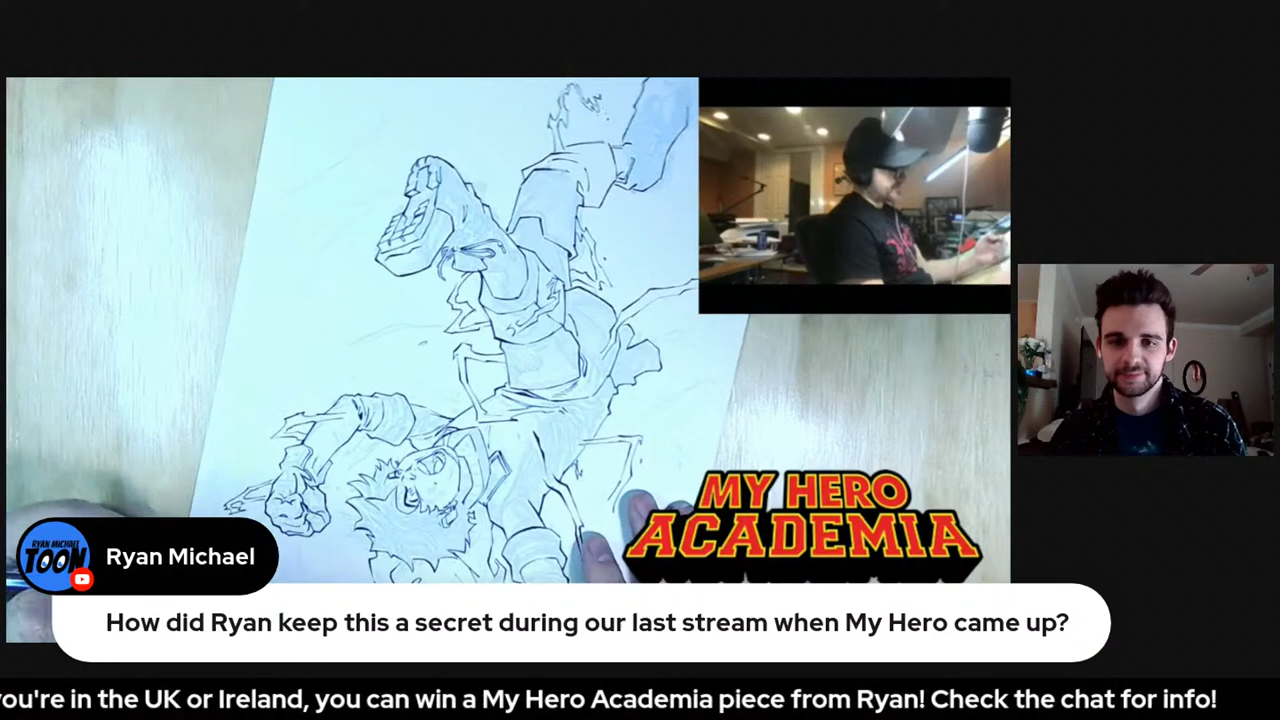 MY HERO
ACADEMIA
RYAN MICHAEL
TOON
Ryan Michael
How did Ryan keep this a secret during our last stream when My Hero came up?
you're in the UK or Ireland, you can win a My Hero Academia piece from Ryan! Check the chat for info!